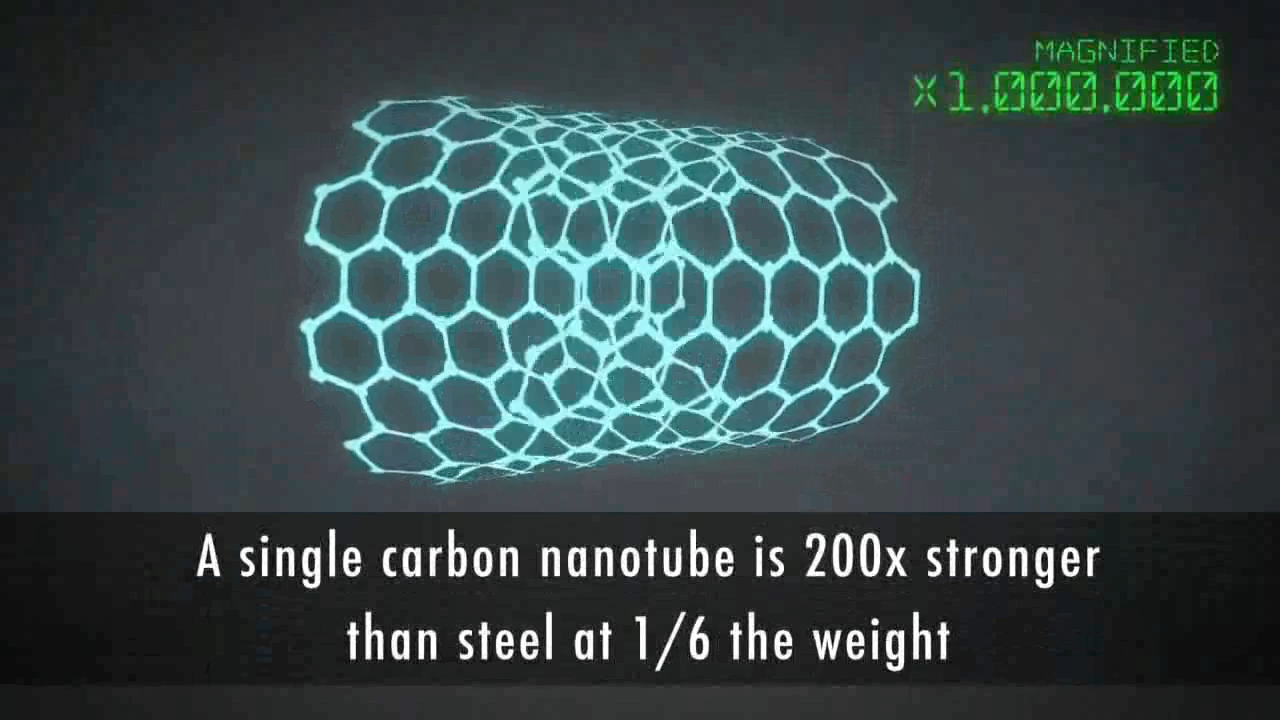 MAGNIFIED
x1.000.000
A single carbon nanotube is 200x stronger
than steel at 1/6 the weight